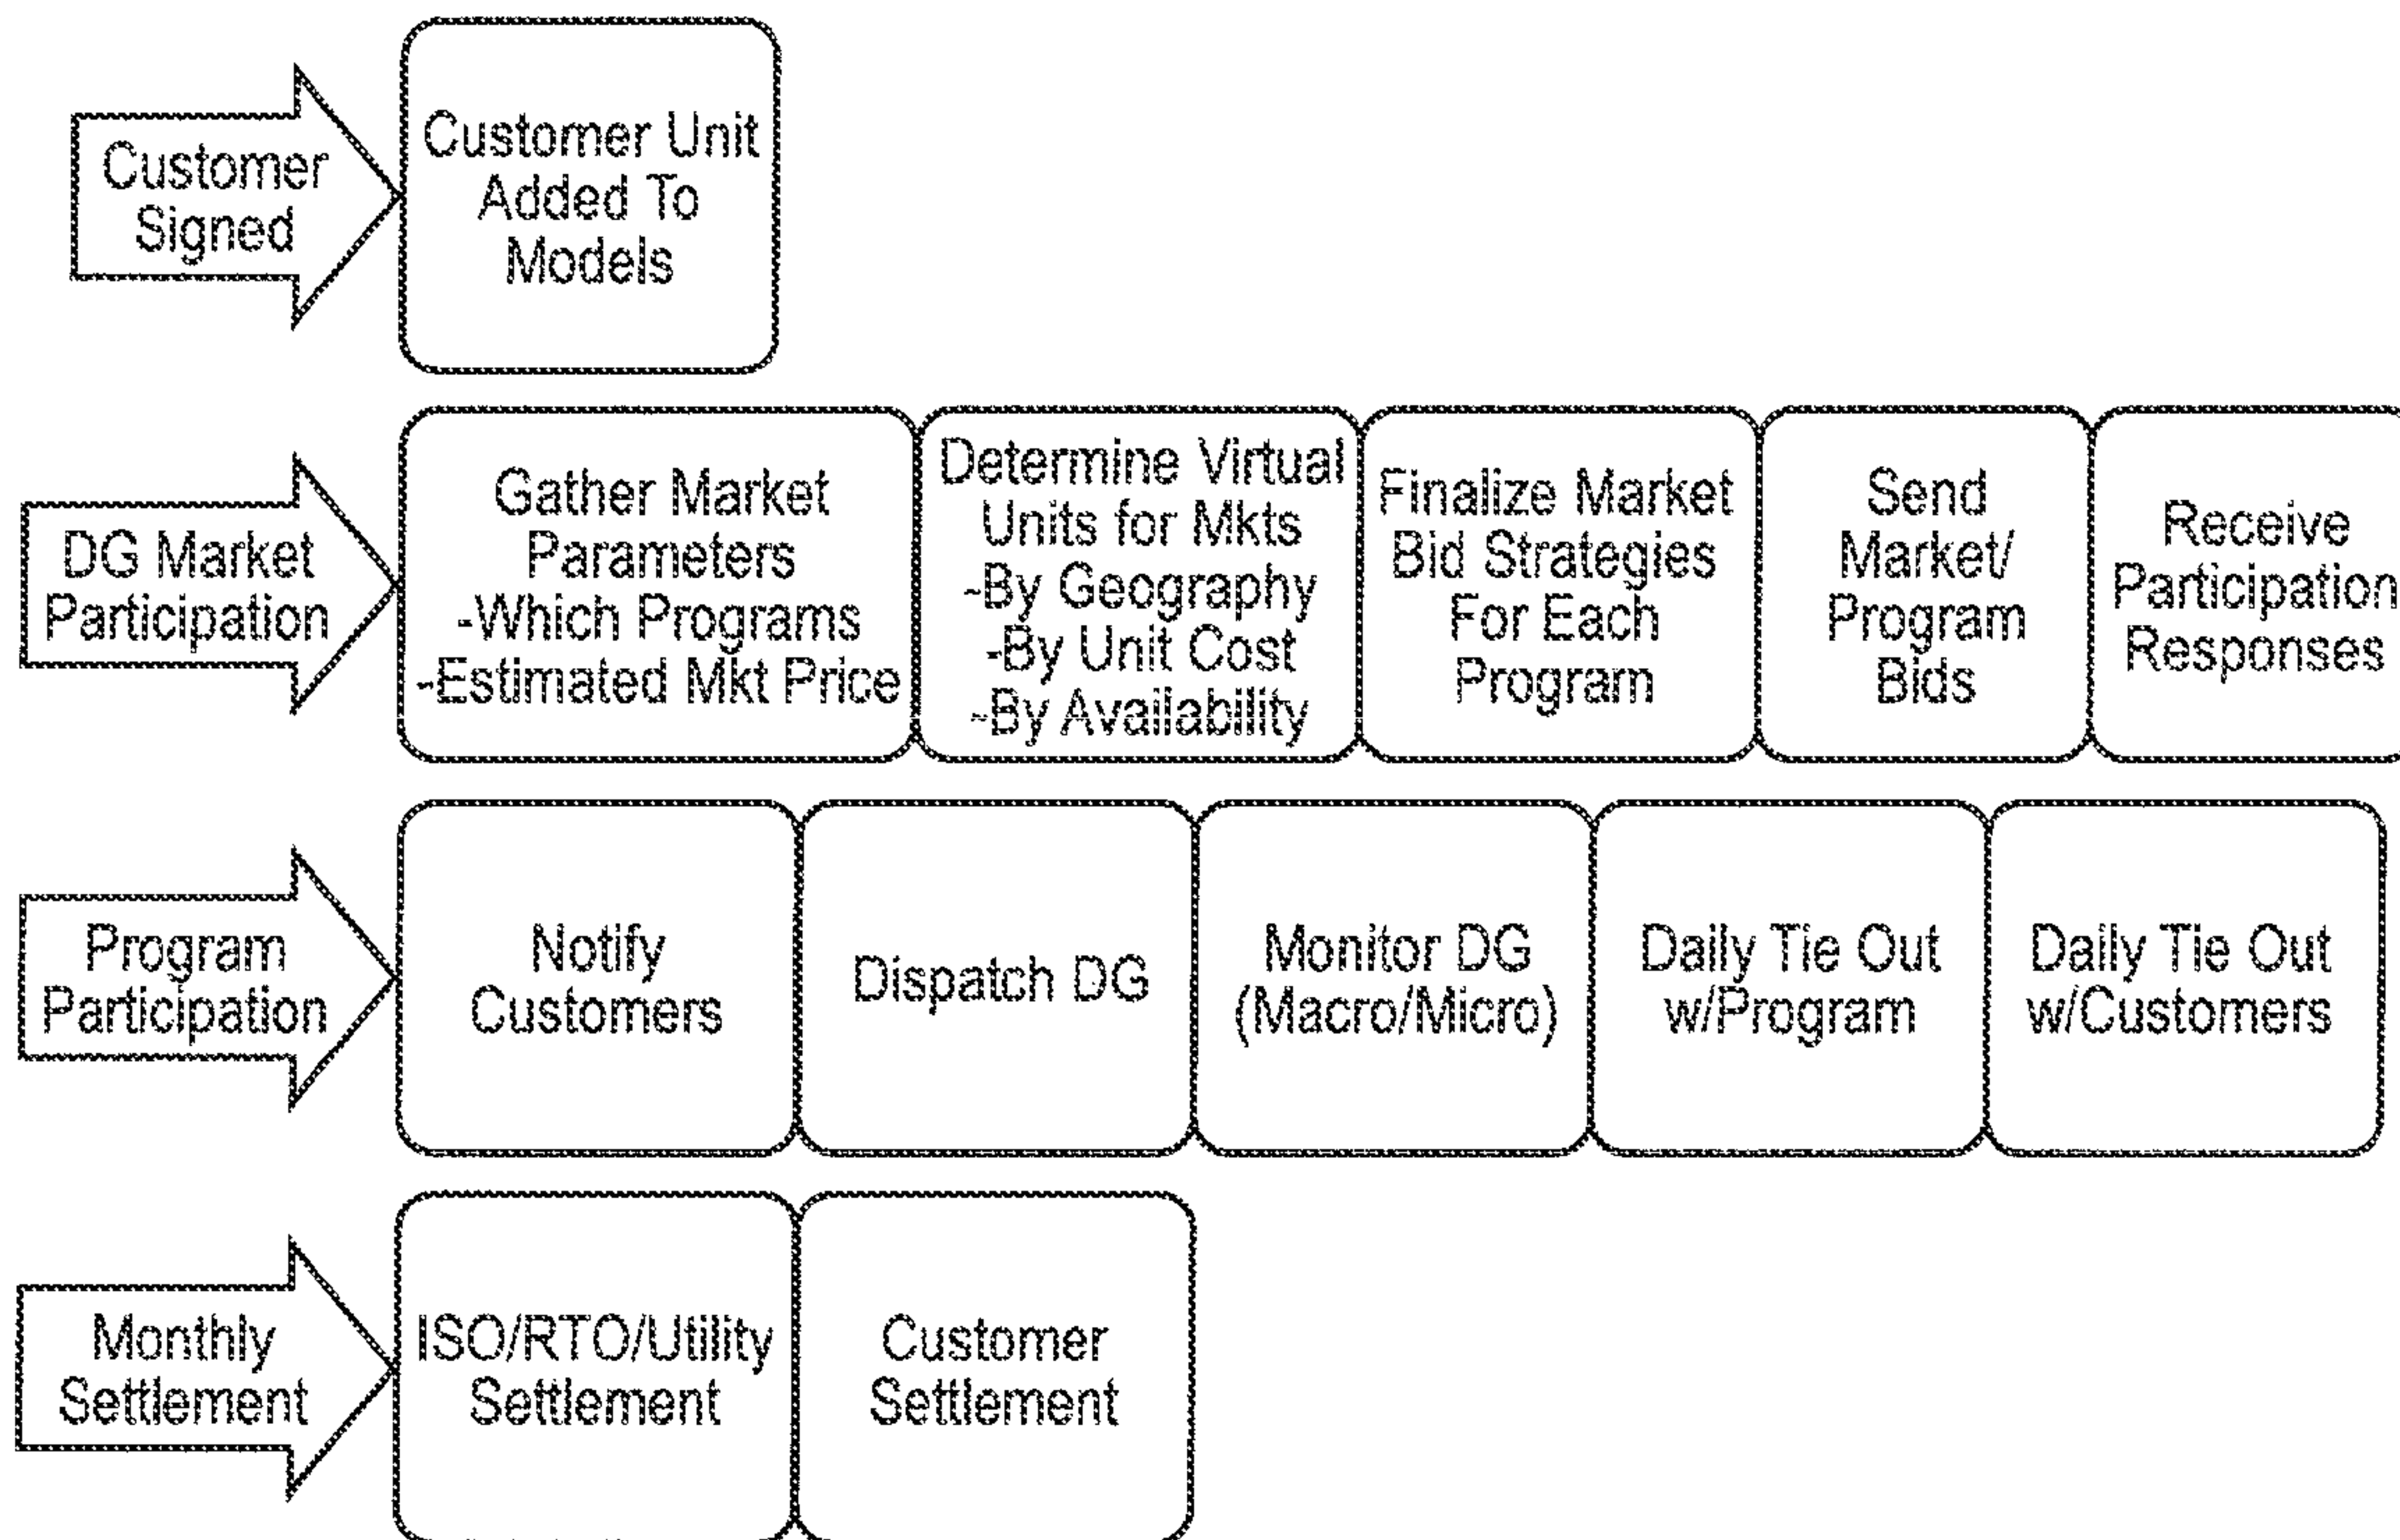 Customer
Signed
Customer Unit
Added To
Models
DG Market
Participation
Gather Market
Parameters
-Which Programs
-Estimated Mkt Price
Determine Virtual
Units for Mkts
-By Geography
-By Unit Cost
-By Availability
Finalize Market
Bid Strategies
For Each
Program
Send
Market/
Program
Bids
Receive
Participation
Responses
Program
Participation
Notify
Customers
Dispatch DG
Monitor DG
(Macro/Micro)
Daily Tie Out
w/Program
Daily Tie Out
w/Customers
Monthly
Settlement
ISO/RTO/Utility
Settlement
Customer
Settlement